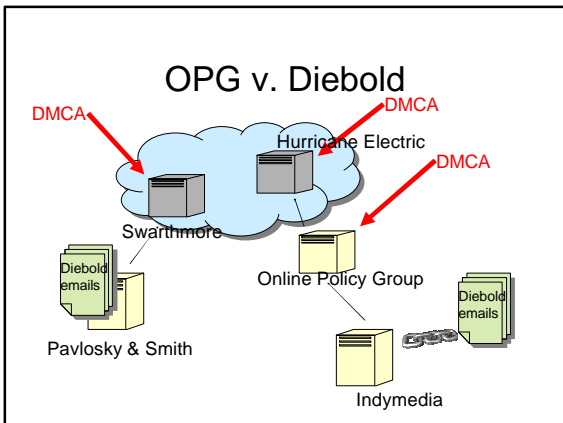 OPG v. Diebold
DMCA
DMCA
Hurricane Electric
DMCA
Swarthmore
Online Policy Group
Diebold
emails
Diebold
emails
Pavlosky & Smith
Indymedia